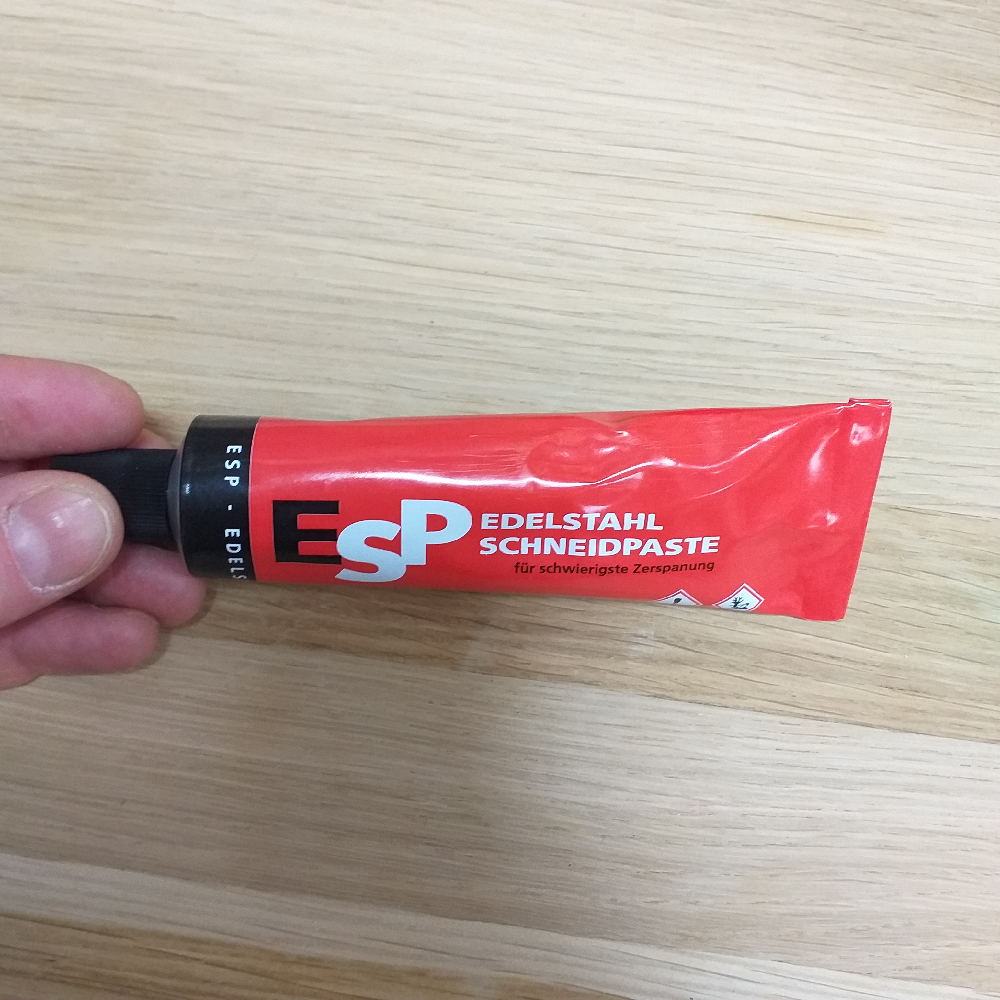 ESP - EDELS
ESP
EDELSTAHL
SCHNEIDPASTE
für schwierigste Zerspanung